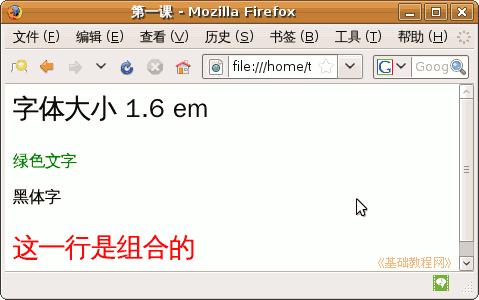 第一课 - Mozilla Firefox
文件 (F) 编辑 (E) 查看 (V) 历史 (S) 书签 (B) 工具 (T) 帮助 (H)
file:///home/t Goog
字体大小 1.6 em
绿色文字
黑体字
这一行是组合的
《基础教程网》